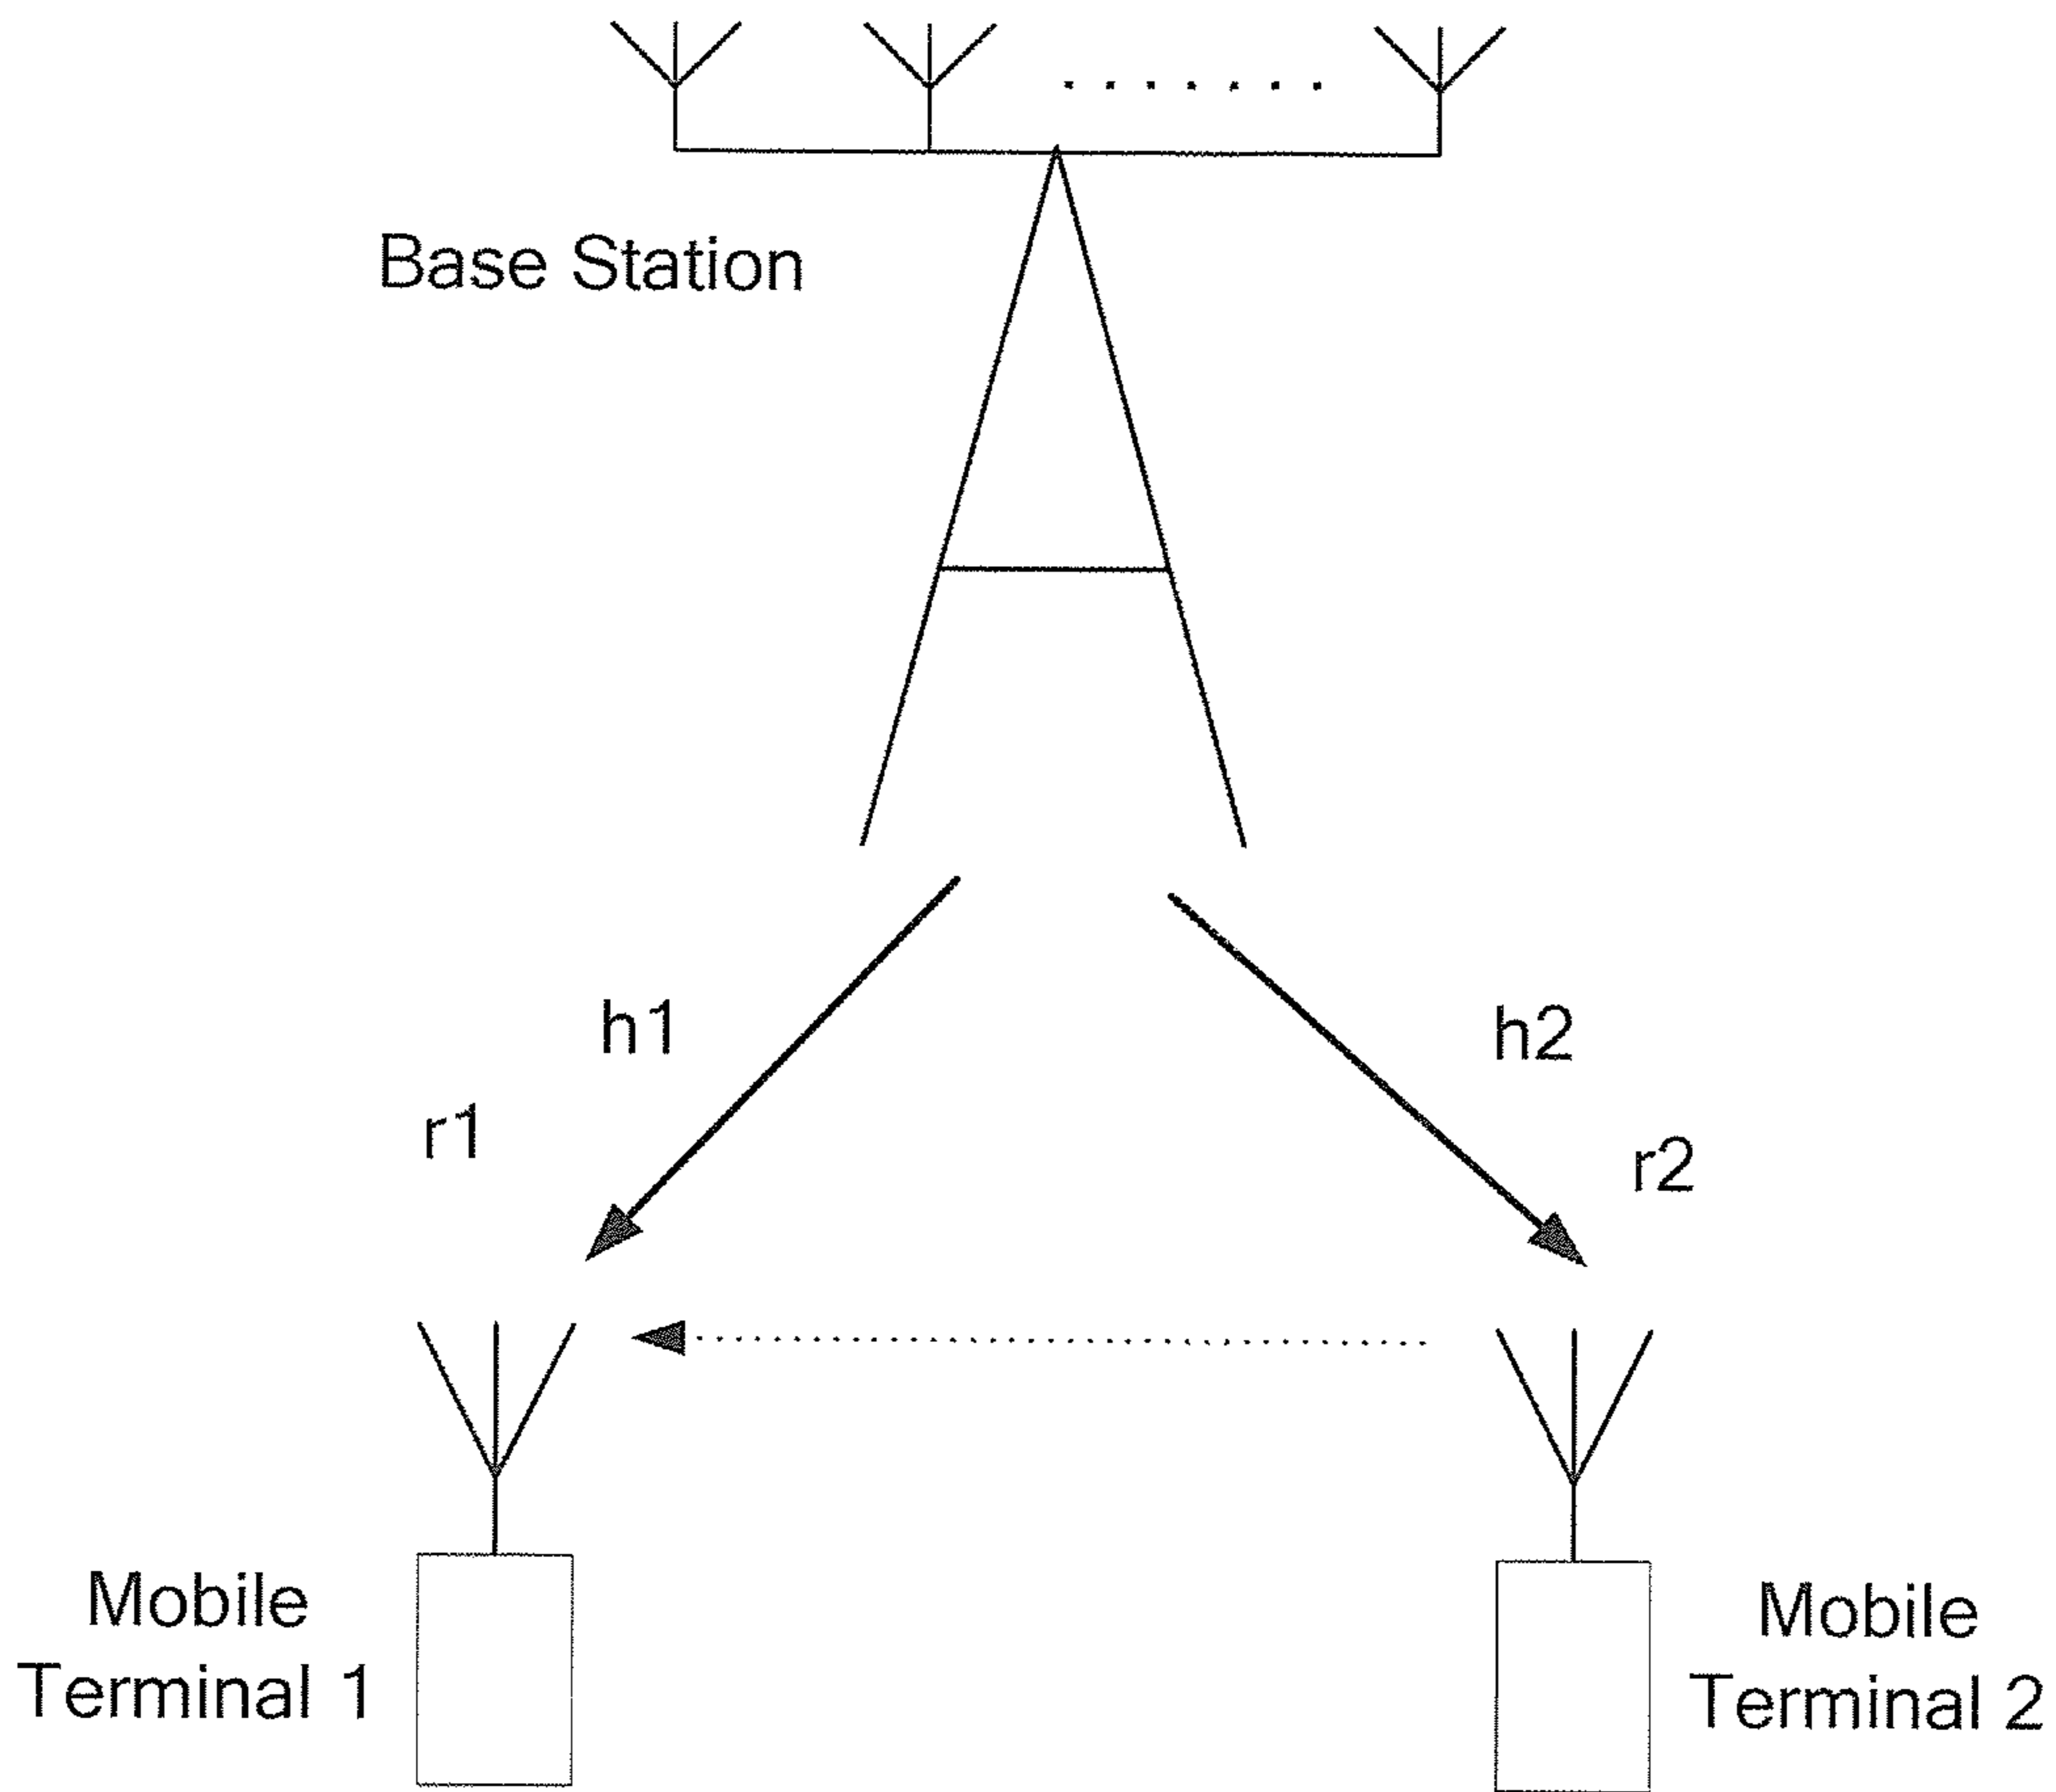 Base Station
h1
h2
r1
r2
Mobile
Terminal 1
Mobile
Terminal 2